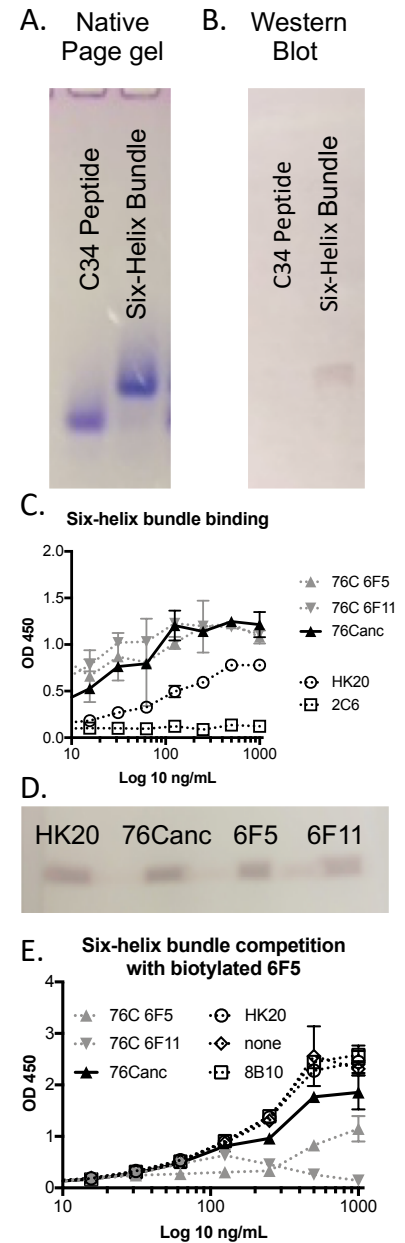 A. Native
Page gel
B. Western
Blot
C34 Peptide
Six-Helix Bundle
C34 Peptide
Six-Helix Bundle
C.
Six-helix bundle binding
2.0
1.5
1.0
0.5
0.0
OD 450
10
100
1000
Log 10 ng/mL
76C 6F5
76C 6F11
76Canc
HK20
2C6
D.
HK20 76Canc 6F5 6F11
E.
Six-helix bundle competition
with biotylated 6F5
4
3
2
1
0
OD 450
10
100
1000
Log 10 ng/mL
76C 6F5
76C 6F11
76Canc
HK20
none
8B10